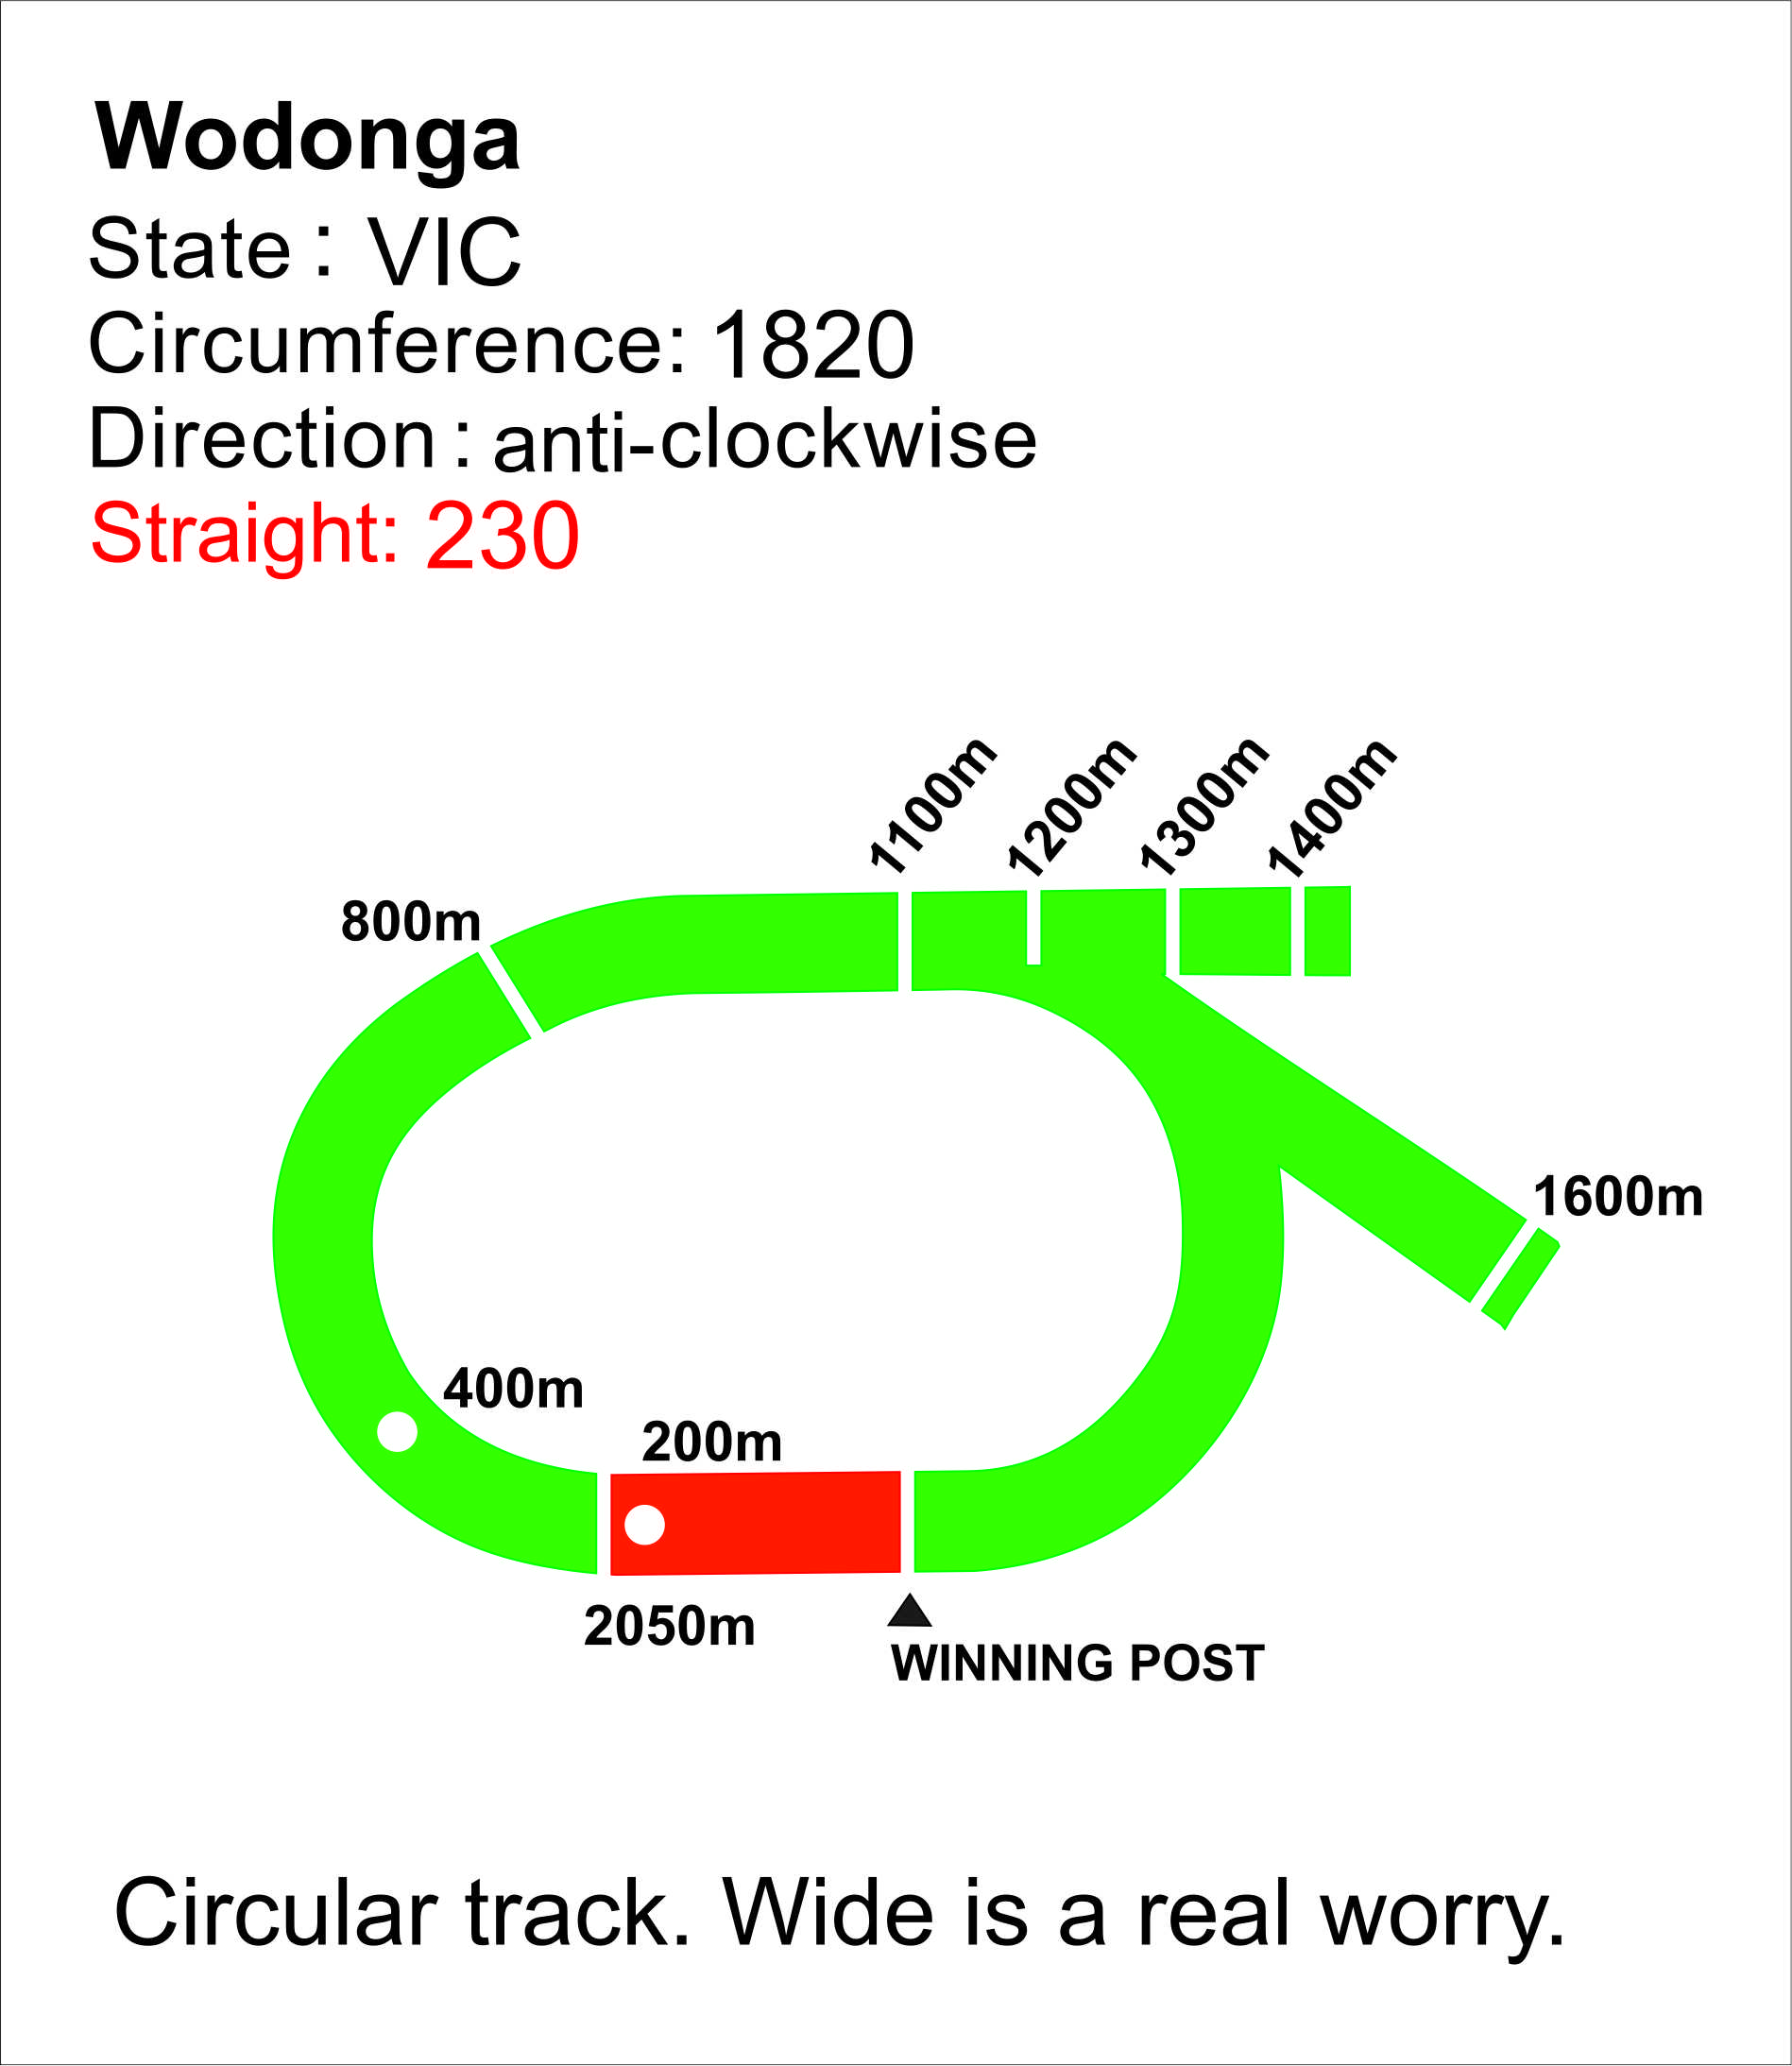 Wodonga
State : VIC
Circumference: 1820
Direction : anti-clockwise
Straight: 230
1100m
1200m
1300m
1400m
800m
1600m
400m
200m
2050m
WINNING POST
Circular track. Wide is a real worry.